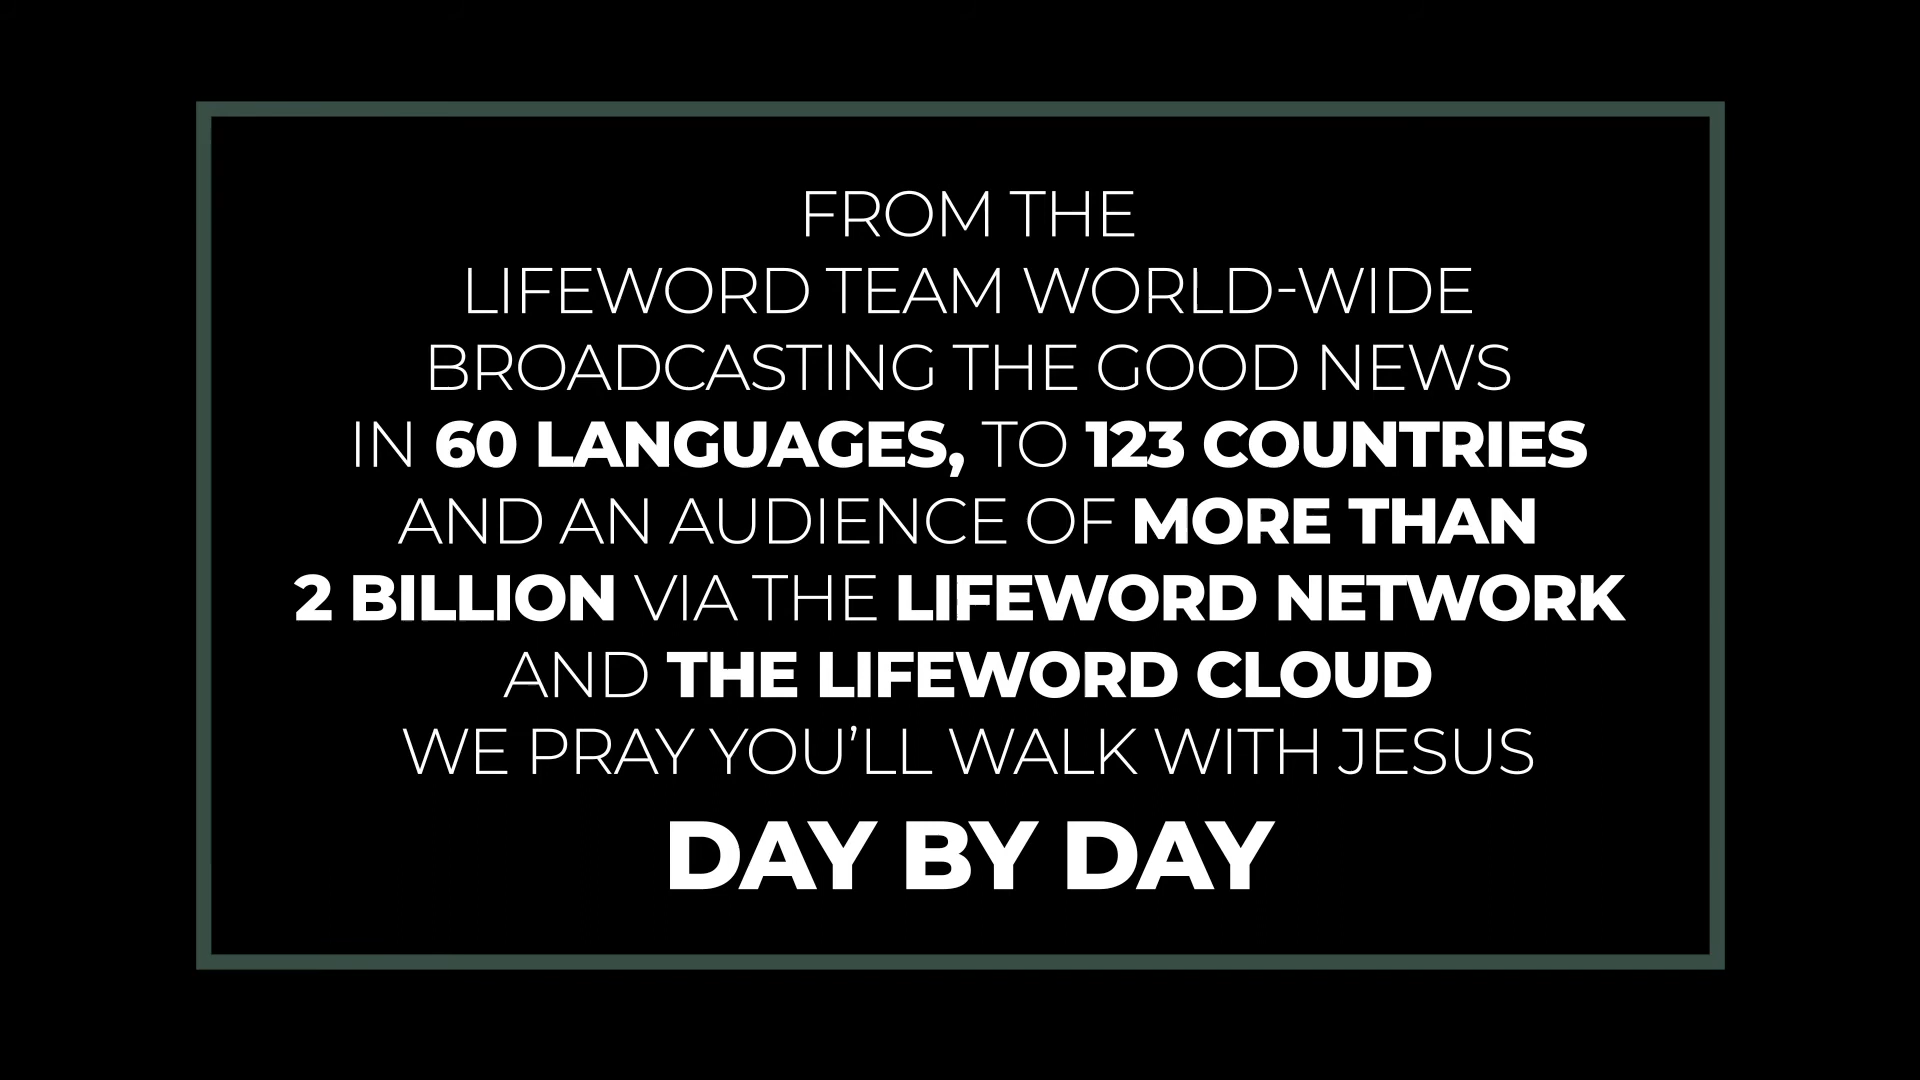 FROM THE
LIFEWORD TEAM WORLD-WIDE
BROADCASTING THE GOOD NEWS
IN 60 LANGUAGES, TO 123 COUNTRIES
AND AN AUDIENCE OF MORE THAN
2 BILLION VIA THE LIFEWORD NETWORK
AND THE LIFEWORD CLOUD
WE PRAY YOU’LL WALK WITH JESUS
DAY BY DAY